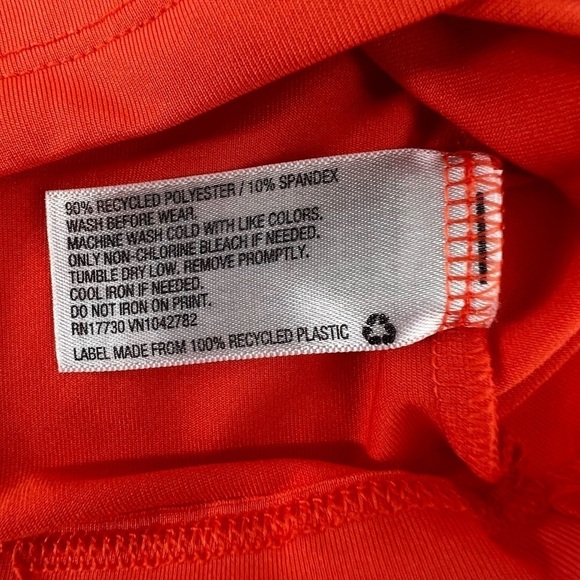 90% RECYCLED POLYESTER / 10% SPANDEX
WASH BEFORE WEAR.
MACHINE WASH COLD WITH LIKE COLORS.
ONLY NON-CHLORINE BLEACH IF NEEDED.
TUMBLE DRY LOW. REMOVE PROMPTLY.
COOL IRON IF NEEDED.
DO NOT IRON ON PRINT.
RN17730 VN1042782
LABEL MADE FROM 100% RECYCLED PLASTIC